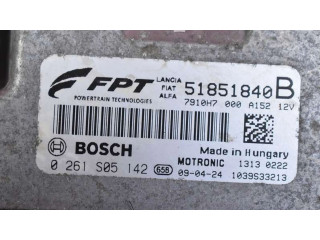 FPT LANCIA FIAT ALFA 51851840B
POWERTRAIN TECHNOLOGIES 7910H7 000 A152 12V
BOSCH Made in Hungary
MOTRONIC 1313 0222
0 261 S05 142 658 09-04-24 1039S33213